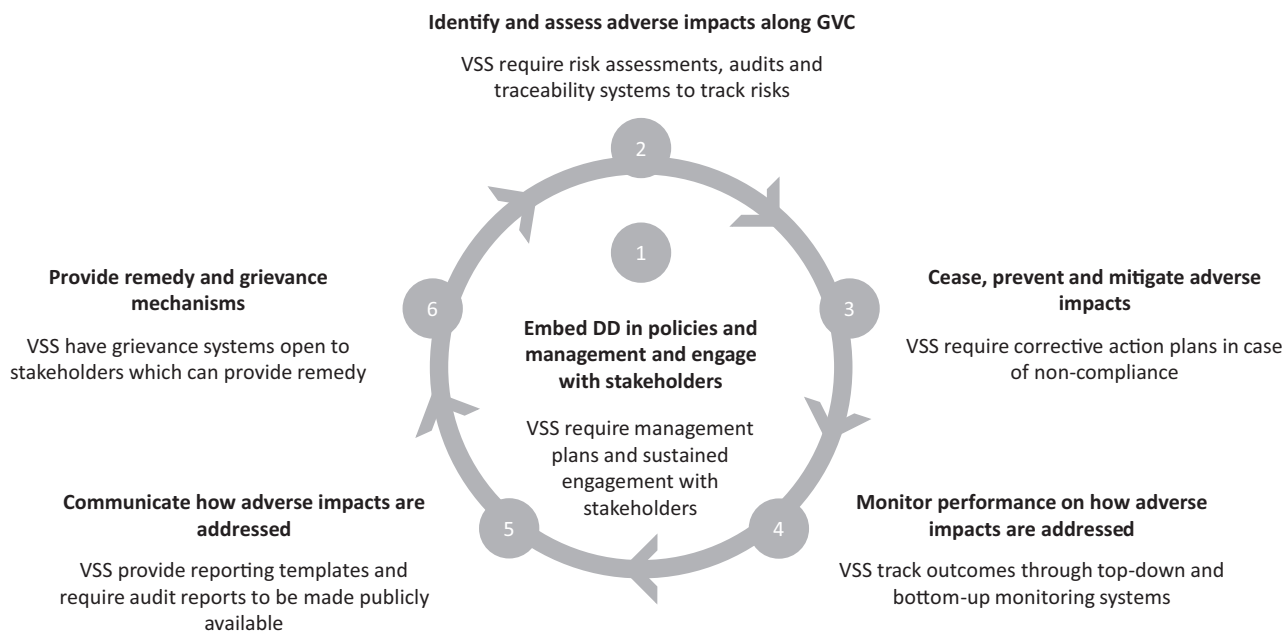 Identify and assess adverse impacts along GVC
VSS require risk assessments, audits and
traceability systems to track risks
2
1
Embed DD in policies and
management and engage
with stakeholders
VSS require management
plans and sustained
engagement with
stakeholders
3
Cease, prevent and mitigate adverse
impacts
VSS require corrective action plans in case
of non-compliance
4
Monitor performance on how adverse
impacts are addressed
VSS track outcomes through top-down and
bottom-up monitoring systems
5
Communicate how adverse impacts are
addressed
VSS provide reporting templates and
require audit reports to be made publicly
available
6
Provide remedy and grievance
mechanisms
VSS have grievance systems open to
stakeholders which can provide remedy